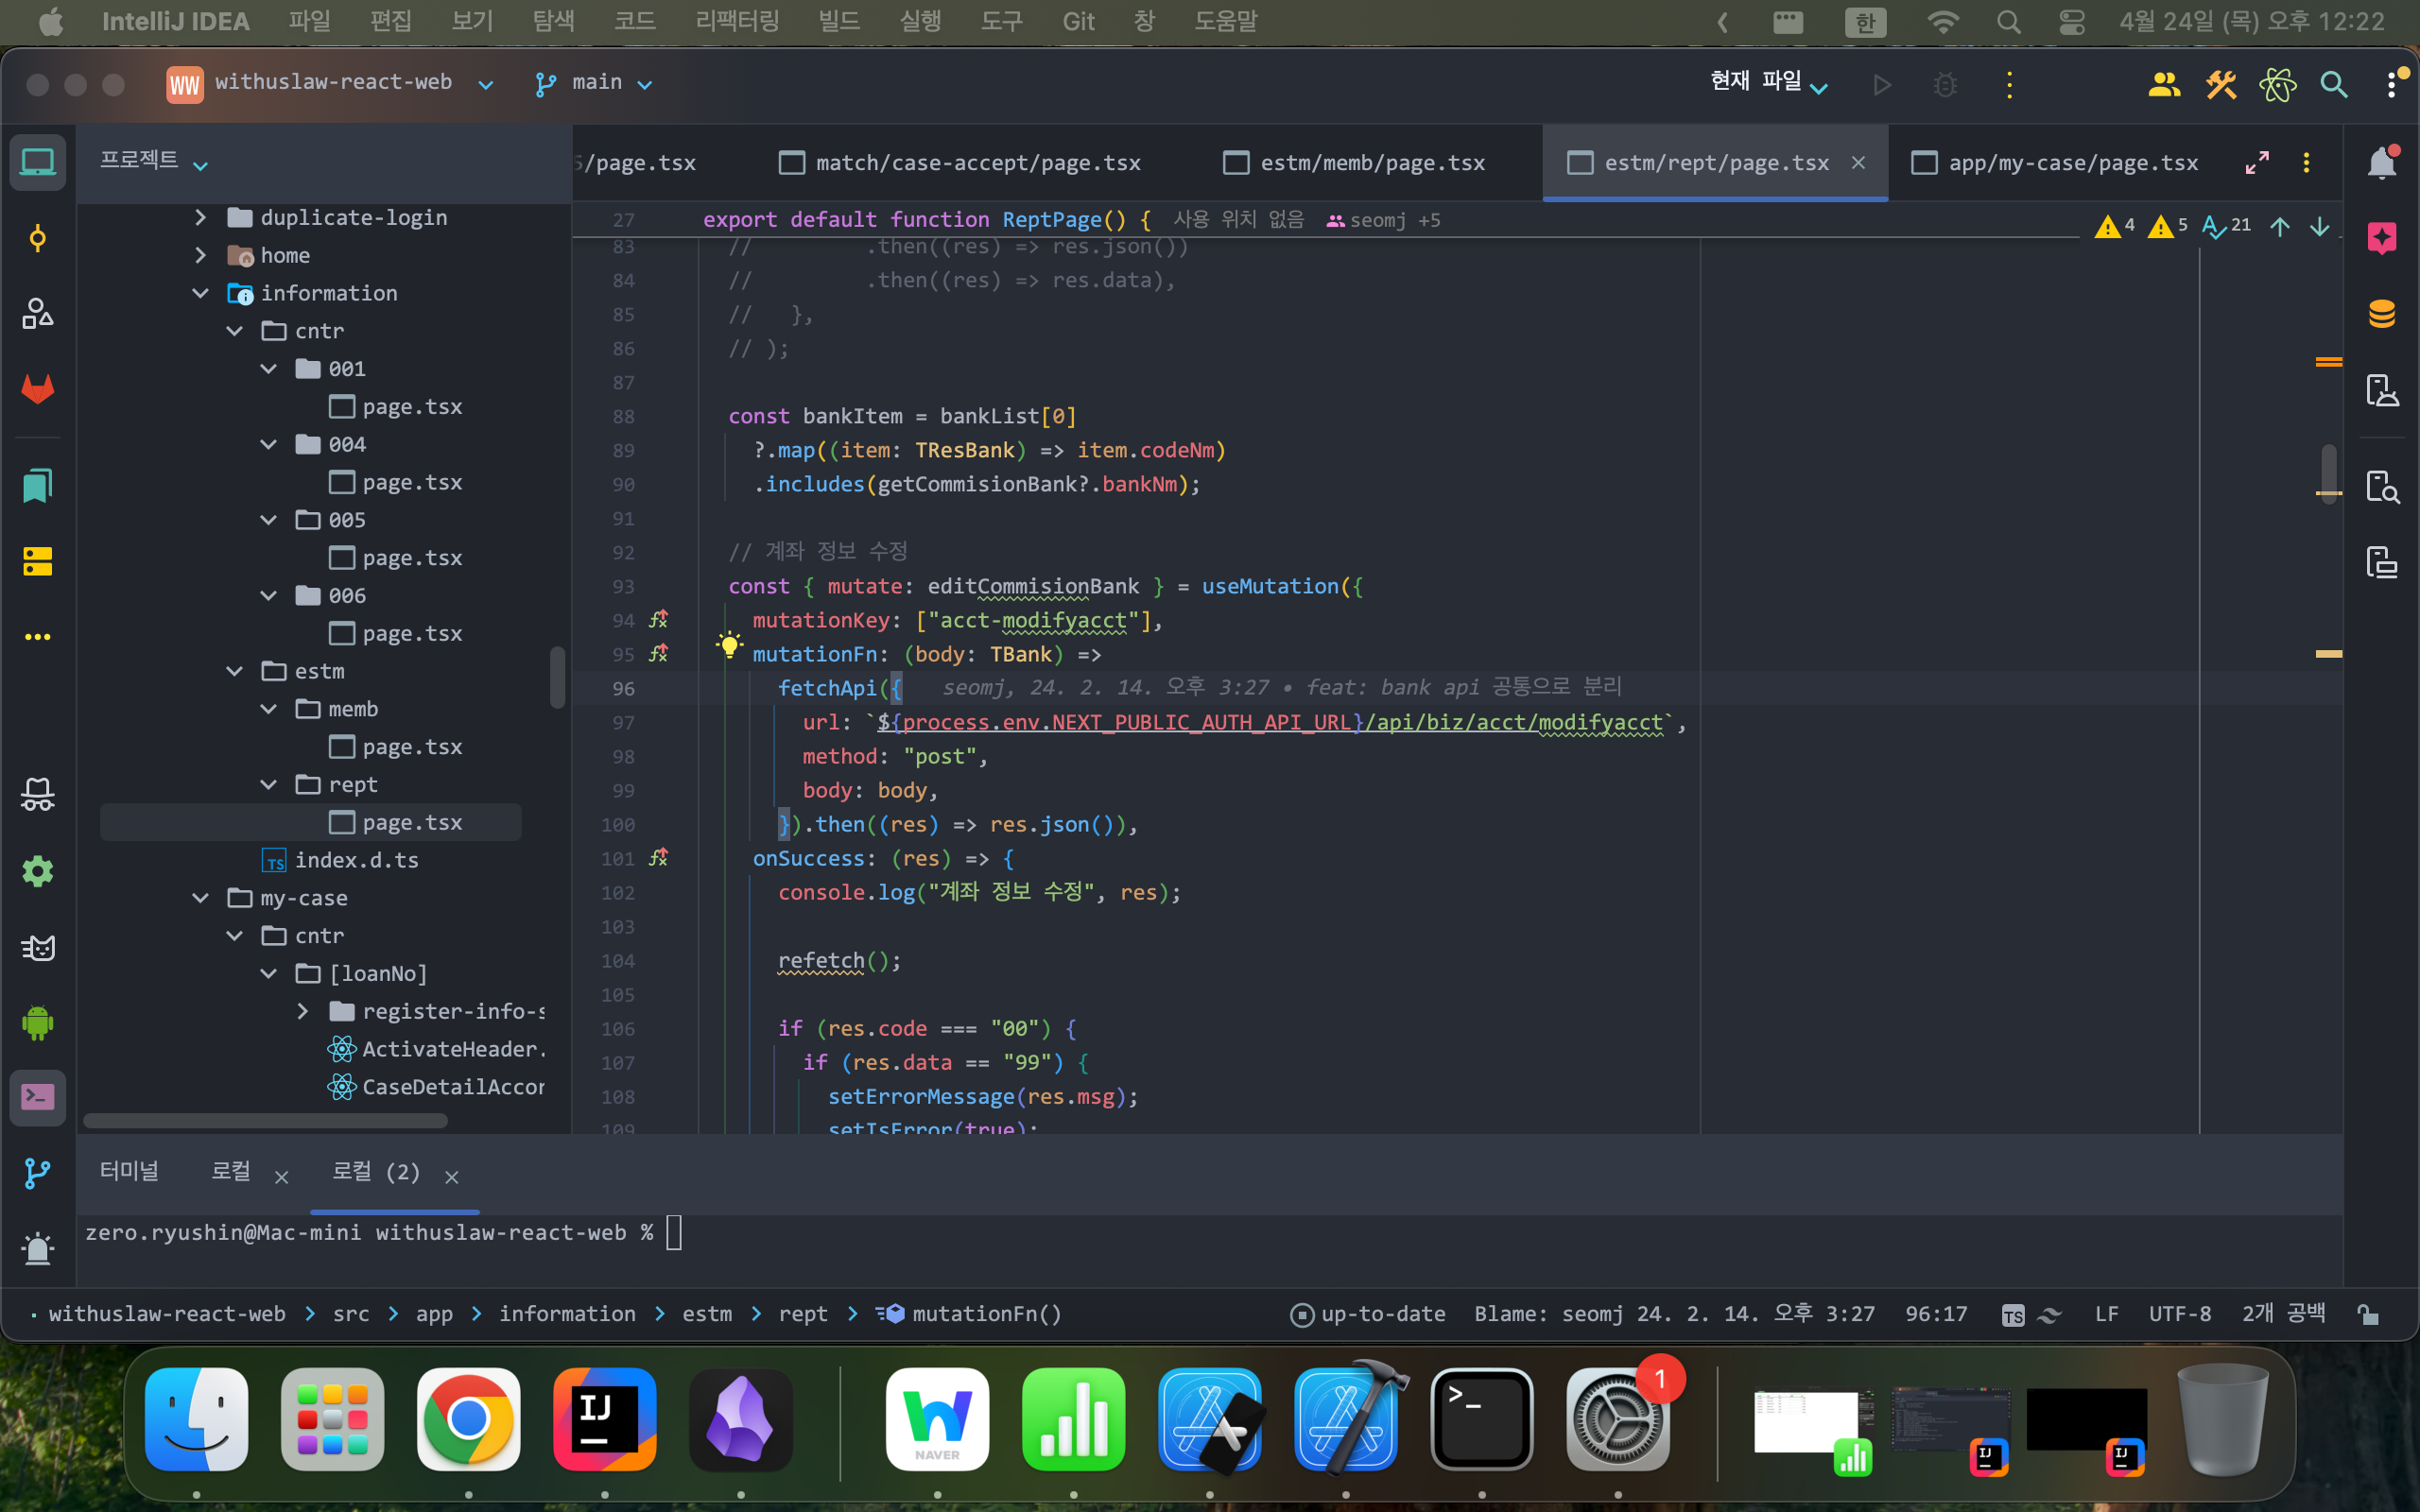 IntelliJ IDEA 파일 편집 보기 탐색 코드 리팩터링 빌드 실행 도구 Git 창 도움말 한 4월 24일 (목) 오후 12:22
WW withuslaw-react-web main 현재 파일
프로젝트
/page.tsx match/case-accept/page.tsx estm/memb/page.tsx estm/rept/page.tsx app/my-case/page.tsx
duplicate-login
home
information
cntr
001
page.tsx
004
page.tsx
005
page.tsx
006
page.tsx
estm
memb
page.tsx
rept
page.tsx
index.d.ts
my-case
cntr
[loanNo]
register-info-s
ActivateHeader.
CaseDetailAccor
27 export default function ReptPage() { 사용 위치 없음 seomj +5
4 5 21
83 // .then((res) => res.json())
84 // .then((res) => res.data),
85 // },
86 // );
87
88 const bankItem = bankList[0]
89 ?.map((item: TResBank) => item.codeNm)
90 .includes(getCommisionBank?.bankNm);
91
92 // 계좌 정보 수정
93 const { mutate: editCommisionBank } = useMutation({
94 mutationKey: ["acct-modifyacct"],
95 mutationFn: (body: TBank) =>
96 fetchApi({ seomj, 24. 2. 14. 오후 3:27 • feat: bank api 공통으로 분리
97 url: `${process.env.NEXT_PUBLIC_AUTH_API_URL}/api/biz/acct/modifyacct`,
98 method: "post",
99 body: body,
100 }).then((res) => res.json()),
101 onSuccess: (res) => {
102 console.log("계좌 정보 수정", res);
103
104 refetch();
105
106 if (res.code === "00") {
107 if (res.data == "99") {
108 setErrorMessage(res.msg);
109 setIsError(true);
터미널 로컬 로컬 (2)
zero.ryushin@Mac-mini withuslaw-react-web %
withuslaw-react-web > src > app > information > estm > rept > mutationFn() up-to-date Blame: seomj 24. 2. 14. 오후 3:27 96:17 TS LF UTF-8 2개 공백
IJ
NAVER
>_
1
IJ
IJ